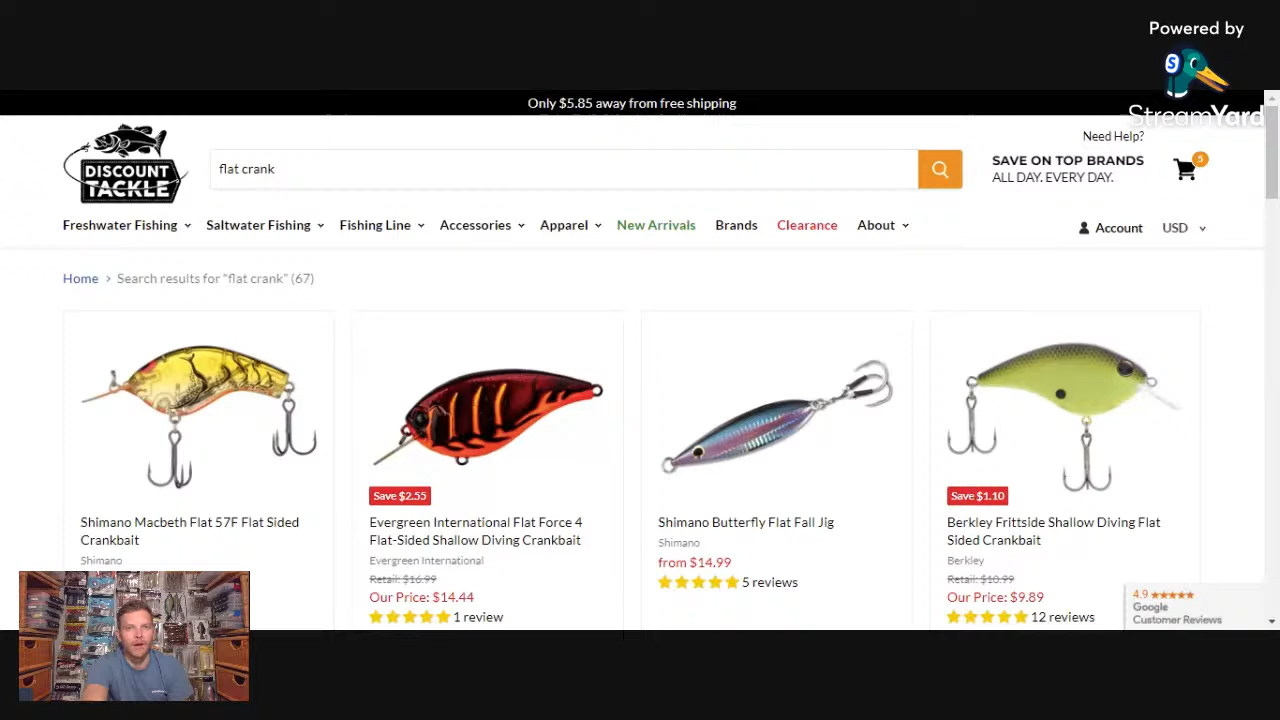 Powered by
S
StreamYard
Only $5.85 away from free shipping
Need Help?
DISCOUNT
TACKLE
flat crank
SAVE ON TOP BRANDS
ALL DAY. EVERY DAY.
5
Freshwater Fishing
Saltwater Fishing
Fishing Line
Accessories
Apparel
New Arrivals
Brands
Clearance
About
Account
USD
Home > Search results for "flat crank" (67)
Shimano Macbeth Flat 57F Flat Sided
Crankbait
Shimano
Save $2.55
Evergreen International Flat Force 4
Flat-Sided Shallow Diving Crankbait
Evergreen International
Retail: $16.99
Our Price: $14.44
1 review
Shimano Butterfly Flat Fall Jig
Shimano
from $14.99
5 reviews
Save $1.10
Berkley Frittside Shallow Diving Flat
Sided Crankbait
Berkley
Retail: $10.99
Our Price: $9.89
12 reviews
4.9
Google
Customer Reviews